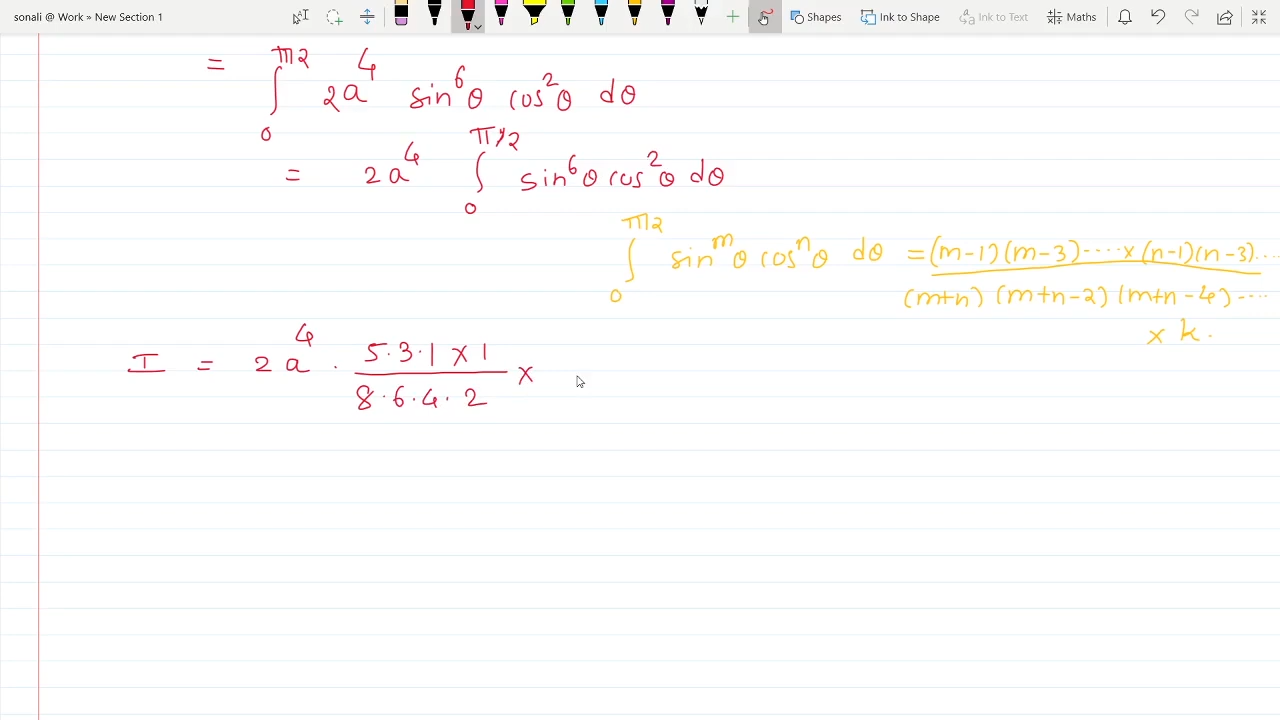 sonali @ Work » New Section 1 Shapes Ink to Shape Ink to Text Maths
= ∫₀^{π/2} 2a⁴ sin⁶θ cos²θ dθ
= 2a⁴ ∫₀^{π/2} sin⁶θ cos²θ dθ
∫₀^{π/2} sin^m θ cos^n θ dθ = (m-1)(m-3)....x(n-1)(n-3)....
(m+n)(m+n-2)(m+n-4)....
x k.
I = 2a⁴ · 5·3·1 x 1 x
8·6·4·2